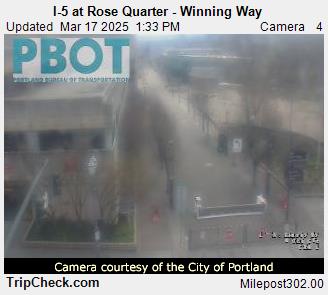 I-5 at Rose Quarter - Winning Way
Updated Mar 17 2025 1:33 PM Camera 4
PBOT
PORTLAND BUREAU OF TRANSPORTATION
Camera courtesy of the City of Portland
TripCheck.com Milepost302.00